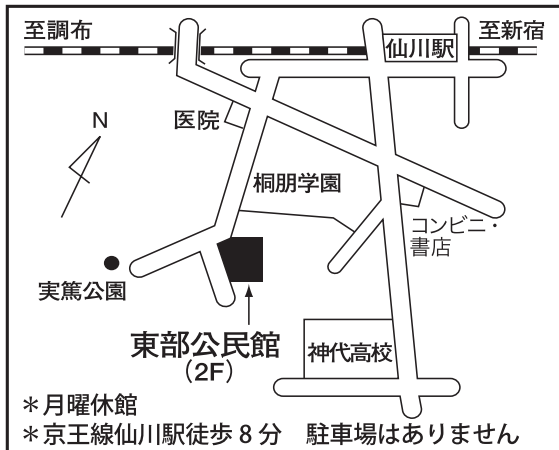 至調布
仙川駅
至新宿
医院
N
桐朋学園
コンビニ・
書店
実篤公園
東部公民館
(2F)
神代高校
＊月曜休館
＊京王線仙川駅徒歩８分　駐車場はありません